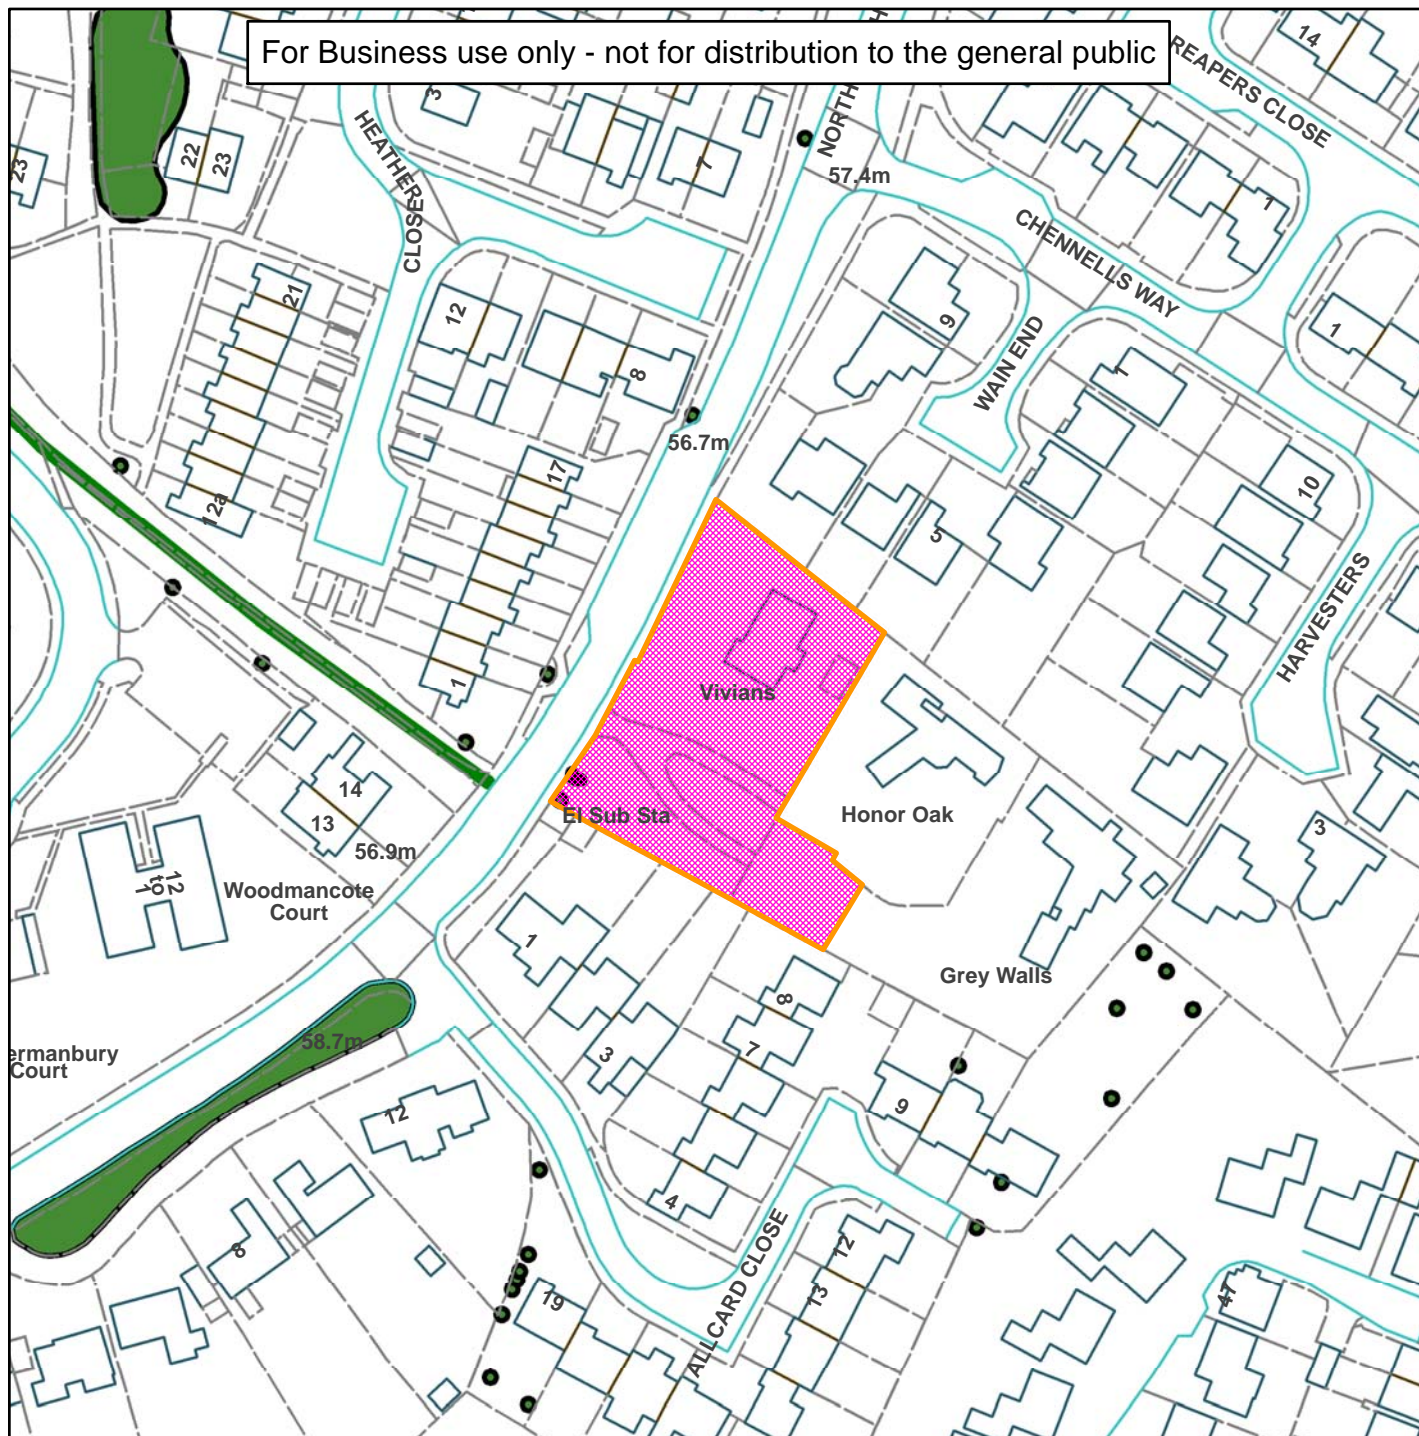 For Business use only - not for distribution to the general public
14
REAPERS CLOSE
NORTH
3
HEATHER
CLOSE
22
23
23
7
57.4m
1
CHENNELLS WAY
21
12
9
1
WAIN END
8
1
56.7m
17
10
12a
5
HARVESTERS
1
Vivians
14
13
El Sub Sta
Honor Oak
3
56.9m
1 to 12
Woodmancote
Court
1
Grey Walls
8
58.7m
3
7
ermanbury
Court
12
9
4
8
ALLCARD CLOSE
12
13
19
47